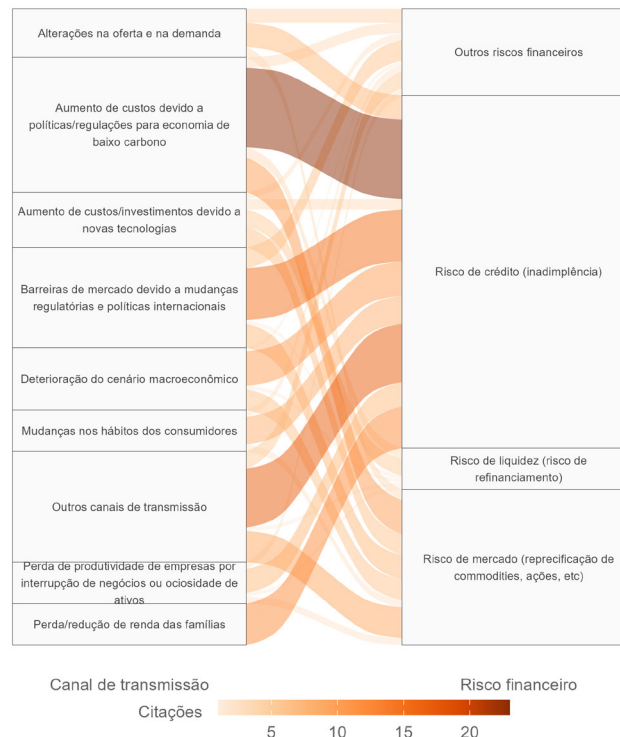 Alterações na oferta e na demanda
Aumento de custos devido a
políticas/regulações para economia de
baixo carbono
Aumento de custos/investimentos devido a
novas tecnologias
Barreiras de mercado devido a mudanças
regulatórias e políticas internacionais
Deterioração do cenário macroeconômico
Mudanças nos hábitos dos consumidores
Outros canais de transmissão
Perda de produtividade de empresas por
interrupção de negócios ou ociosidade de
ativos
Perda/redução de renda das famílias
Outros riscos financeiros
Risco de crédito (inadimplência)
Risco de liquidez (risco de
refinanciamento)
Risco de mercado (reprecificação de
commodities, ações, etc)
Canal de transmissão
Risco financeiro
Citações
5 10 15 20